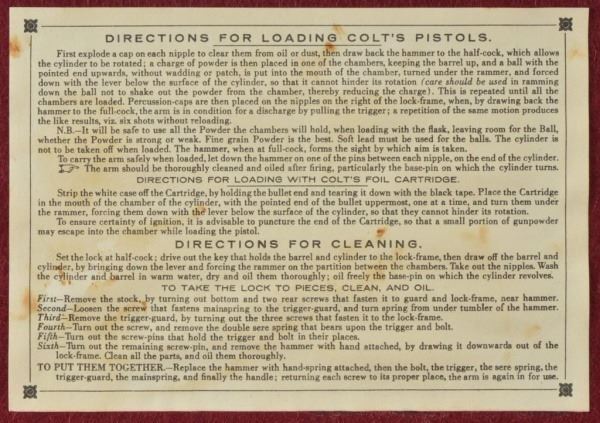 DIRECTIONS FOR LOADING COLT'S PISTOLS.
First explode a cap on each nipple to clear them from oil or dust, then draw back the hammer to the half-cock, which allows
the cylinder to be rotated; a charge of powder is then placed in one of the chambers, keeping the barrel up, and a ball with the
pointed end upwards, without wadding or patch, is put into the mouth of the chamber, turned under the rammer, and forced
down with the lever below the surface of the cylinder, so that it cannot hinder its rotation (care should be used in ramming
down the ball not to shake out the powder from the chamber, thereby reducing the charge). This is repeated until all the
chambers are loaded. Percussion-caps are then placed on the nipples on the right of the lock-frame, when, by drawing back the
hammer to the full-cock, the arm is in condition for a discharge by pulling the trigger; a repetition of the same motion produces
the like results, viz. six shots without reloading.
N.B.—It will be safe to use all the Powder the chambers will hold, when loading with the flask, leaving room for the Ball,
whether the Powder is strong or weak. Fine grain Powder is the best. Soft lead must be used for the balls. The cylinder is
not to be taken off when loaded. The hammer, when at full-cock, forms the sight by which aim is taken.
To carry the arm safely when loaded, let down the hammer on one of the pins between each nipple, on the end of the cylinder.
☞ The arm should be thoroughly cleaned and oiled after firing, particularly the base-pin on which the cylinder turns.
DIRECTIONS FOR LOADING WITH COLT'S FOIL CARTRIDGE.
Strip the white case off the Cartridge, by holding the bullet end and tearing it down with the black tape. Place the Cartridge
in the mouth of the chamber of the cylinder, with the pointed end of the bullet uppermost, one at a time, and turn them under
the rammer, forcing them down with the lever below the surface of the cylinder, so that they cannot hinder its rotation.
To ensure certainty of ignition, it is advisable to puncture the end of the Cartridge, so that a small portion of gunpowder
may escape into the chamber while loading the pistol.
DIRECTIONS FOR CLEANING.
Set the lock at half-cock; drive out the key that holds the barrel and cylinder to the lock-frame, then draw off the barrel and
cylinder, by bringing down the lever and forcing the rammer on the partition between the chambers. Take out the nipples. Wash
the cylinder and barrel in warm water, dry and oil them thoroughly; oil freely the base-pin on which the cylinder revolves.
TO TAKE THE LOCK TO PIECES, CLEAN, AND OIL.
First—Remove the stock, by turning out bottom and two rear screws that fasten it to guard and lock-frame, near hammer.
Second—Loosen the screw that fastens mainspring to the trigger-guard, and turn spring from under tumbler of the hammer.
Third—Remove the trigger-guard, by turning out the three screws that fasten it to the lock-frame.
Fourth—Turn out the screw, and remove the double sere spring that bears upon the trigger and bolt.
Fifth—Turn out the screw-pins that hold the trigger and bolt in their places.
Sixth—Turn out the remaining screw-pin, and remove the hammer with hand attached, by drawing it downwards out of the
lock-frame. Clean all the parts, and oil them thoroughly.
TO PUT THEM TOGETHER.—Replace the hammer with hand-spring attached, then the bolt, the trigger, the sere spring, the
trigger-guard, the mainspring, and finally the handle; returning each screw to its proper place, the arm is again in for use.